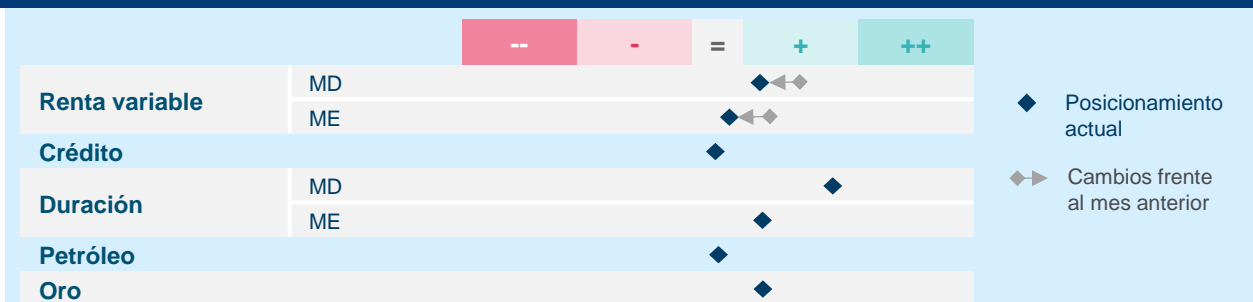 -- - = + ++
Renta variable
MD
ME
Crédito
Duración
MD
ME
Petróleo
Oro
Posicionamiento
actual
Cambios frente
al mes anterior